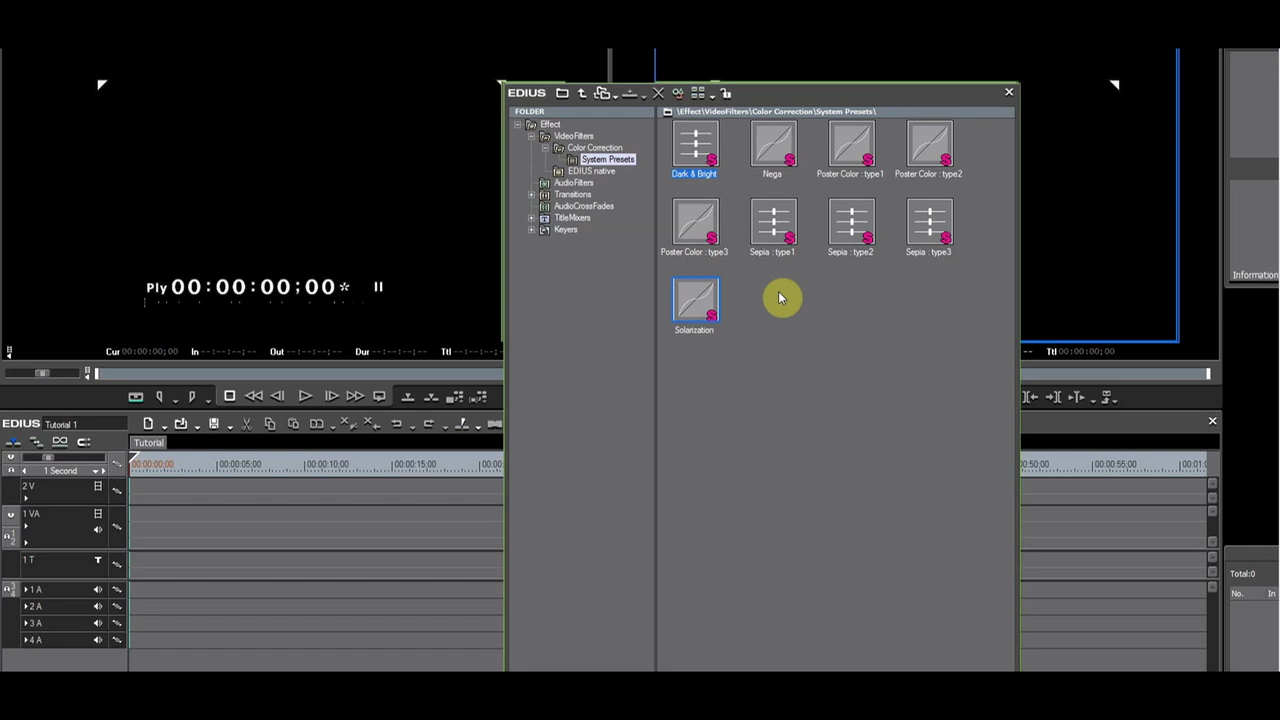 EDIUS
FOLDER
\Effect\VideoFilters\Color Correction\System Presets\
Effect
VideoFilters
Color Correction
System Presets
EDIUS native
AudioFilters
Transitions
AudioCrossFades
TitleMixers
Keyers
Dark & Bright
Nega
Poster Color : type1
Poster Color : type2
Poster Color : type3
Sepia : type1
Sepia : type2
Sepia : type3
Solarization
Ply 00:00:00;00* II
Cur 00:00:00;00 In --:--:--;-- Out --:--:--;-- Dur --:--:--;-- Ttl --:--:--;--
Ttl 00:00:00;00
Information
EDIUS Tutorial 1
Tutorial
1 Second
00:00:00;00 00:00:05;00 00:00:10;00 00:00:15;00 00:00:55;00
2 V
1 VA
1 T
1 A
2 A
3 A
4 A
Total:0
No. In